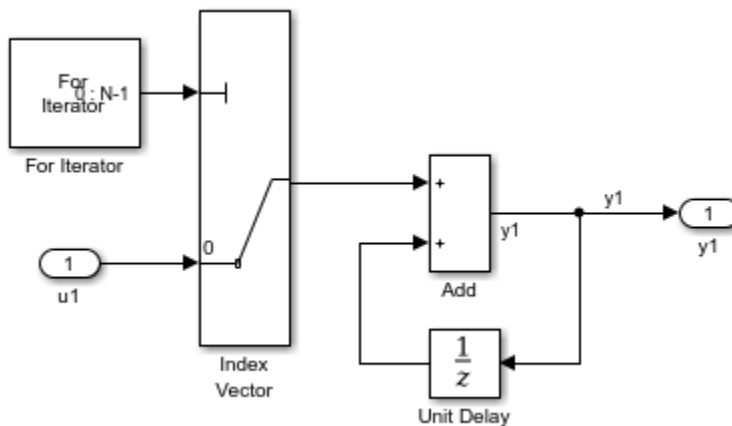 For
Iterator
0 : N-1
For Iterator
1
u1
0
Index
Vector
+
+
Add
y1
y1
1
y1
1
z
Unit Delay